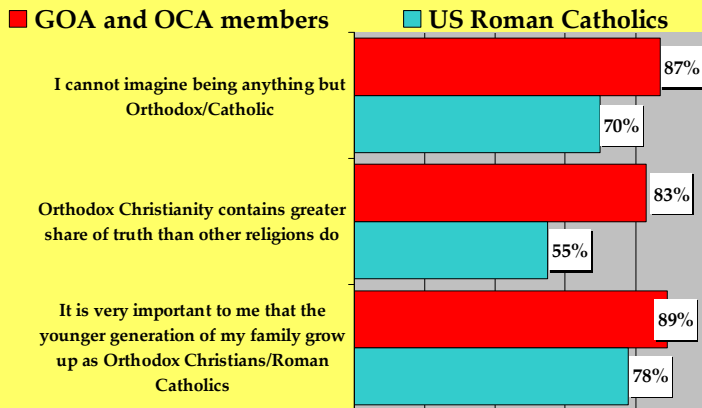 GOA and OCA members
US Roman Catholics
I cannot imagine being anything but
Orthodox/Catholic
87%
70%
Orthodox Christianity contains greater
share of truth than other religions do
83%
55%
It is very important to me that the
younger generation of my family grow
up as Orthodox Christians/Roman
Catholics
89%
78%